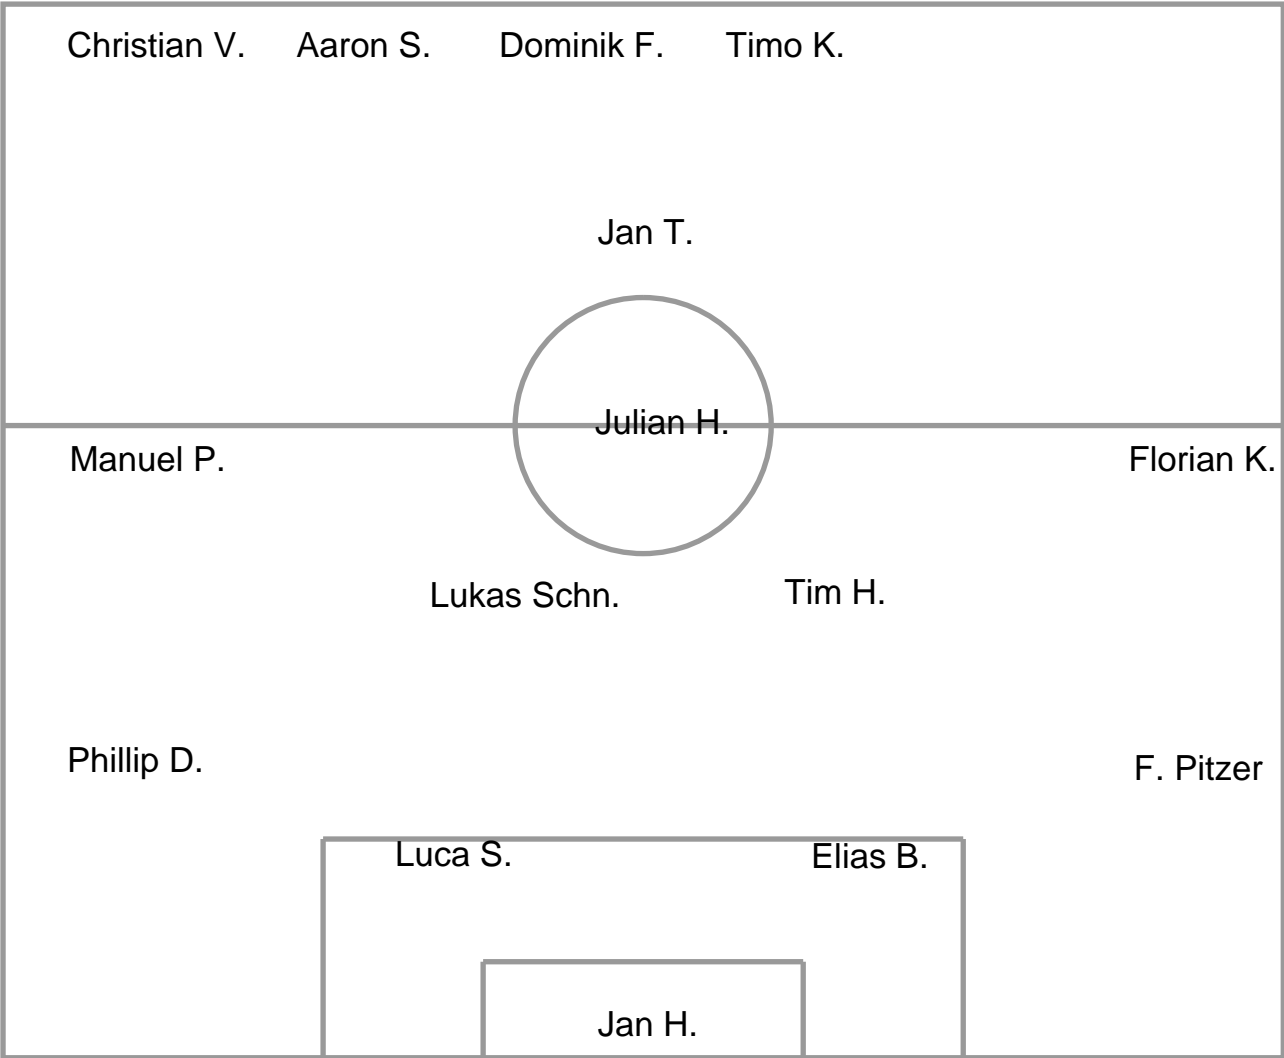 Christian V. Aaron S. Dominik F. Timo K.
Jan T.
Julian H.
Manuel P. Florian K.
Lukas Schn. Tim H.
Phillip D. F. Pitzer
Luca S. Elias B.
Jan H.